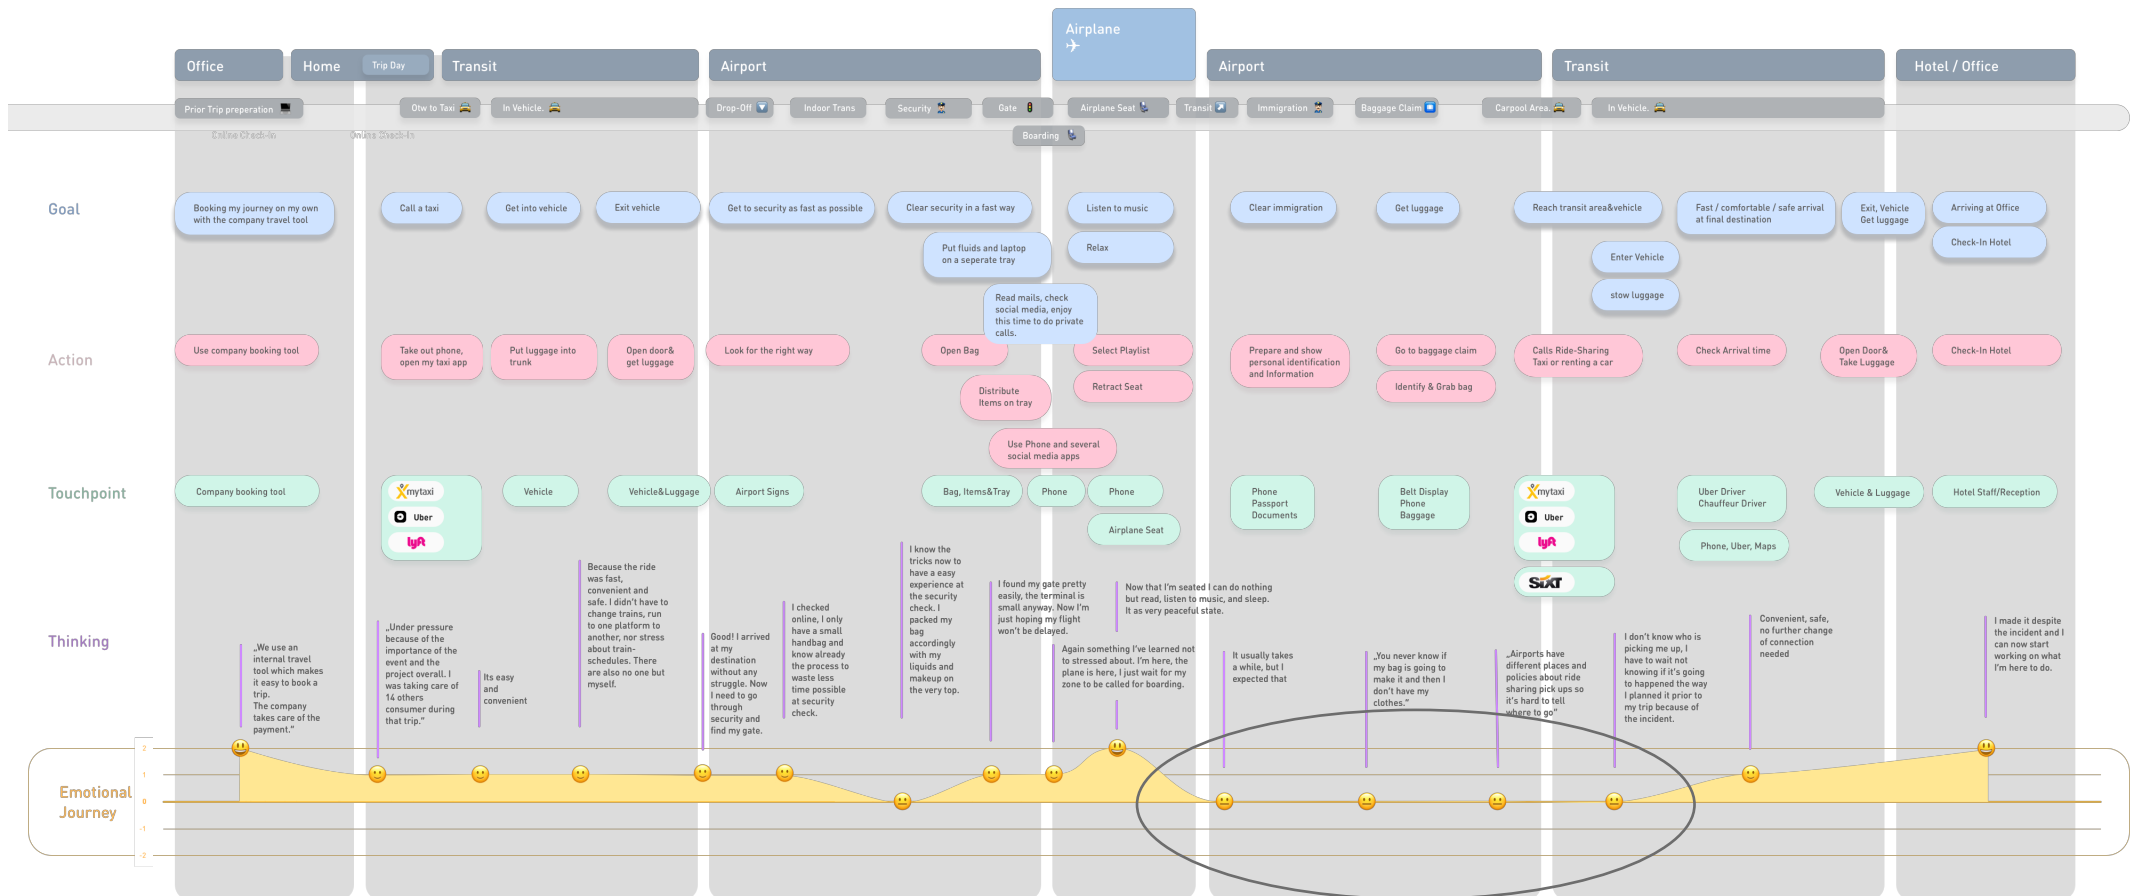 Airplane
Office
Home
Trip Day
Transit
Airport
Airport
Transit
Hotel / Office
Prior Trip preperation
Otw to Taxi
In Vehicle.
Drop-Off
Indoor Trans
Security
Gate
Airplane Seat
Transit
Immigration
Baggage Claim
Carpool Area.
In Vehicle.
Online Check-In
Online Check-In
Boarding
Goal
Booking my journey on my own
with the company travel tool
Call a taxi
Get into vehicle
Exit vehicle
Get to security as fast as possible
Clear security in a fast way
Put fluids and laptop
on a seperate tray
Read mails, check
social media, enjoy
this time to do private
calls.
Listen to music
Relax
Clear immigration
Get luggage
Reach transit area&vehicle
Enter Vehicle
stow luggage
Fast / comfortable / safe arrival
at final destination
Exit, Vehicle
Get luggage
Arriving at Office
Check-In Hotel
Action
Use company booking tool
Take out phone,
open my taxi app
Put luggage into
trunk
Open door&
get luggage
Look for the right way
Open Bag
Distribute
Items on tray
Use Phone and several
social media apps
Select Playlist
Retract Seat
Prepare and show
personal identification
and Information
Go to baggage claim
Identify & Grab bag
Calls Ride-Sharing
Taxi or renting a car
Check Arrival time
Open Door&
Take Luggage
Check-In Hotel
Touchpoint
Company booking tool
mytaxi
Uber
lyft
Vehicle
Vehicle&Luggage
Airport Signs
Bag, Items&Tray
Phone
Phone
Airplane Seat
Phone
Passport
Documents
Belt Display
Phone
Baggage
mytaxi
Uber
lyft
SIXT
Uber Driver
Chauffeur Driver
Phone, Uber, Maps
Vehicle & Luggage
Hotel Staff/Reception
Thinking
„We use an
internal travel
tool which makes
it easy to book a
trip.
The company
takes care of the
payment."
„Under pressure
because of the
importance of the
event and the
project overall. I
was taking care of
14 others
consumer during
that trip."
Its easy
and
convenient
Because the ride
was fast,
convenient and
safe. I didn't have to
change trains, run
to one platform to
another, nor stress
about train-
schedules. There
are also no one but
myself.
Good! I arrived
at my
destination
without any
struggle. Now
I need to go
through
security and
find my gate.
I checked
online, I only
have a small
handbag and
know already
the process to
waste less
time possible
at security
check.
I know the
tricks now to
have a easy
experience at
the security
check. I
packed my
bag
accordingly
with my
liquids and
makeup on
the very top.
I found my gate pretty
easily, the terminal is
small anyway. Now I'm
just hoping my flight
won't be delayed.
Again something I've learned not
to stressed about. I'm here, the
plane is here, I just wait for my
zone to be called for boarding.
Now that I'm seated I can do nothing
but read, listen to music, and sleep.
It as very peaceful state.
It usually takes
a while, but I
expected that
„You never know if
my bag is going to
make it and then I
don't have my
clothes."
„Airports have
different places and
policies about ride
sharing pick ups so
it's hard to tell
where to go"
I don't know who is
picking me up, I
have to wait not
knowing if it's going
to happened the way
I planned it prior to
my trip because of
the incident.
Convenient, safe,
no further change
of connection
needed
I made it despite
the incident and I
can now start
working on what
I'm here to do.
Emotional
Journey
2
1
0
-1
-2